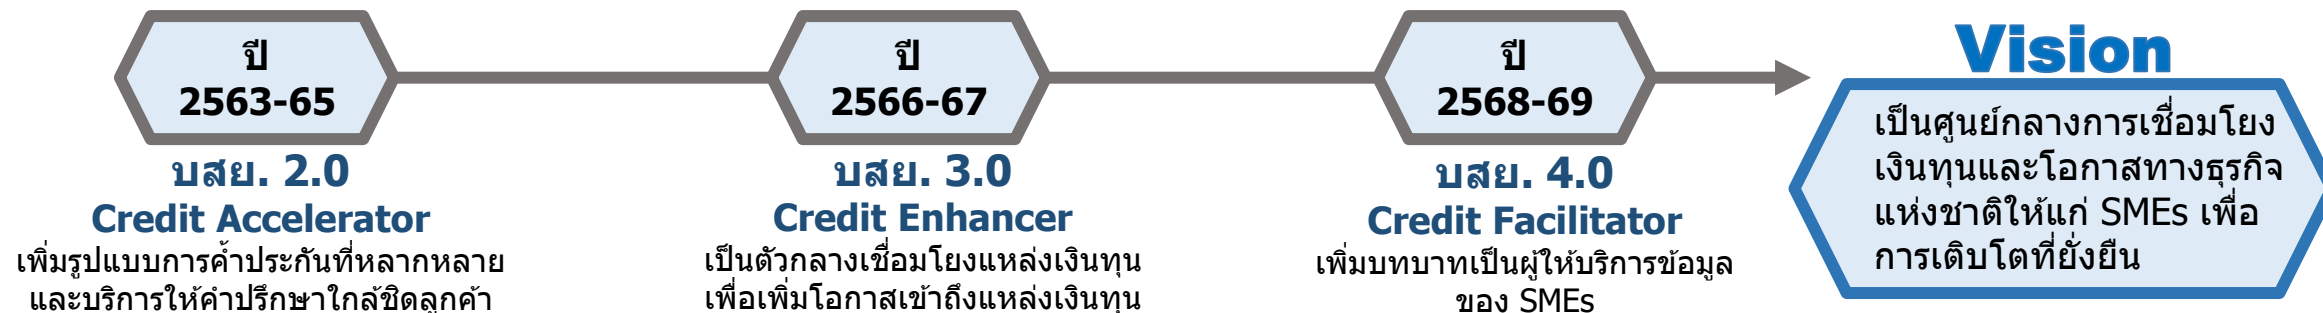 ปี
2563-65
บสย. 2.0
Credit Accelerator
เพิ่มรูปแบบการค้ำประกันที่หลากหลาย
และบริการให้คำปรึกษาใกล้ชิดลูกค้า
ปี
2566-67
บสย. 3.0
Credit Enhancer
เป็นตัวกลางเชื่อมโยงแหล่งเงินทุน
เพื่อเพิ่มโอกาสเข้าถึงแหล่งเงินทุน
ปี
2568-69
บสย. 4.0
Credit Facilitator
เพิ่มบทบาทเป็นผู้ให้บริการข้อมูล
ของ SMEs
Vision
เป็นศูนย์กลางการเชื่อมโยง
เงินทุนและโอกาสทางธุรกิจ
แห่งชาติให้แก่ SMEs เพื่อ
การเติบโตที่ยั่งยืน